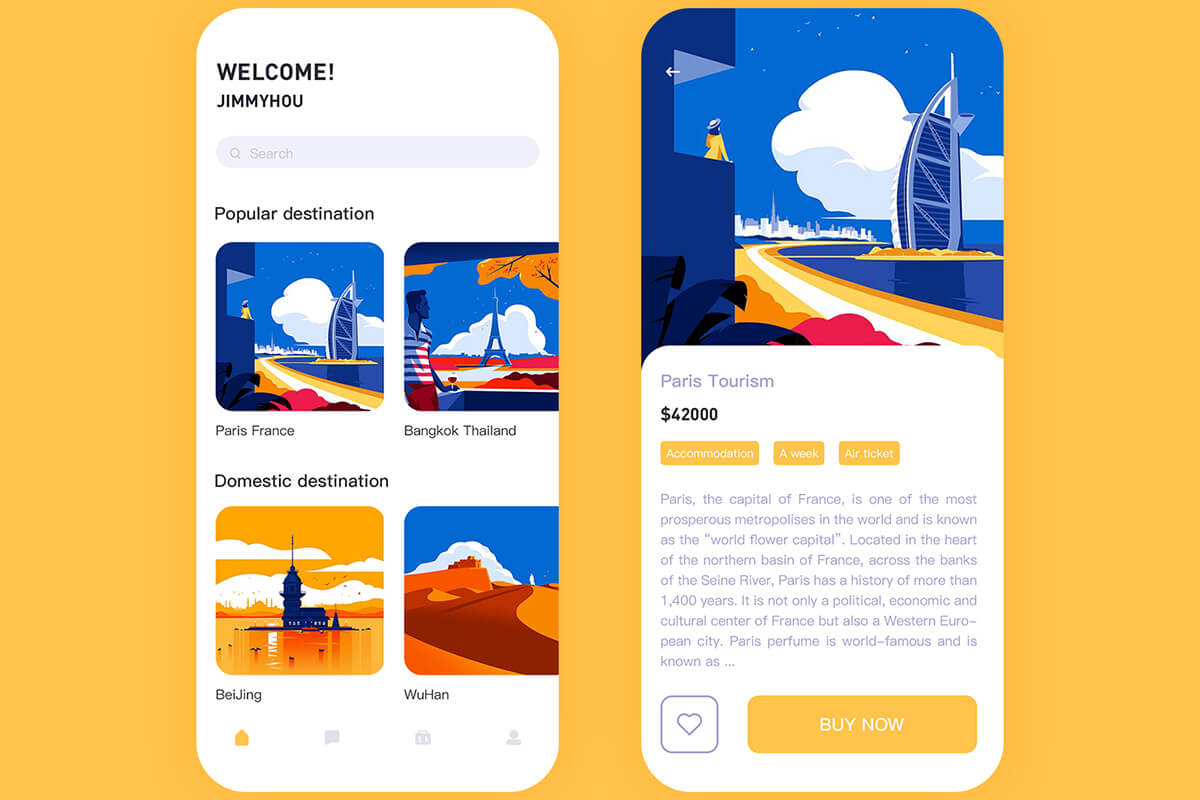 WELCOME!
JIMMYHOU
Search
Popular destination
Paris France
Bangkok Thailand
Domestic destination
BeiJing
WuHan
Paris Tourism
$42000
Accommodation
A week
Air ticket
Paris, the capital of France, is one of the most
prosperous metropolises in the world and is known
as the “world flower capital”. Located in the heart
of the northern basin of France, across the banks
of the Seine River, Paris has a history of more than
1,400 years. It is not only a political, economic and
cultural center of France but also a Western Euro-
pean city. Paris perfume is world-famous and is
known as ...
BUY NOW